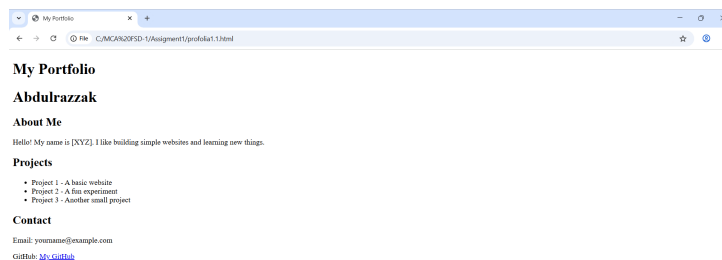 My Portfolio
File C:/MCA%20FSD-1/Assigment1/profolia1.1.html
My Portfolio
Abdulrazzak
About Me
Hello! My name is [XYZ]. I like building simple websites and learning new things.
Projects
• Project 1 - A basic website
• Project 2 - A fun experiment
• Project 3 - Another small project
Contact
Email: yourname@example.com
GitHub: My GitHub